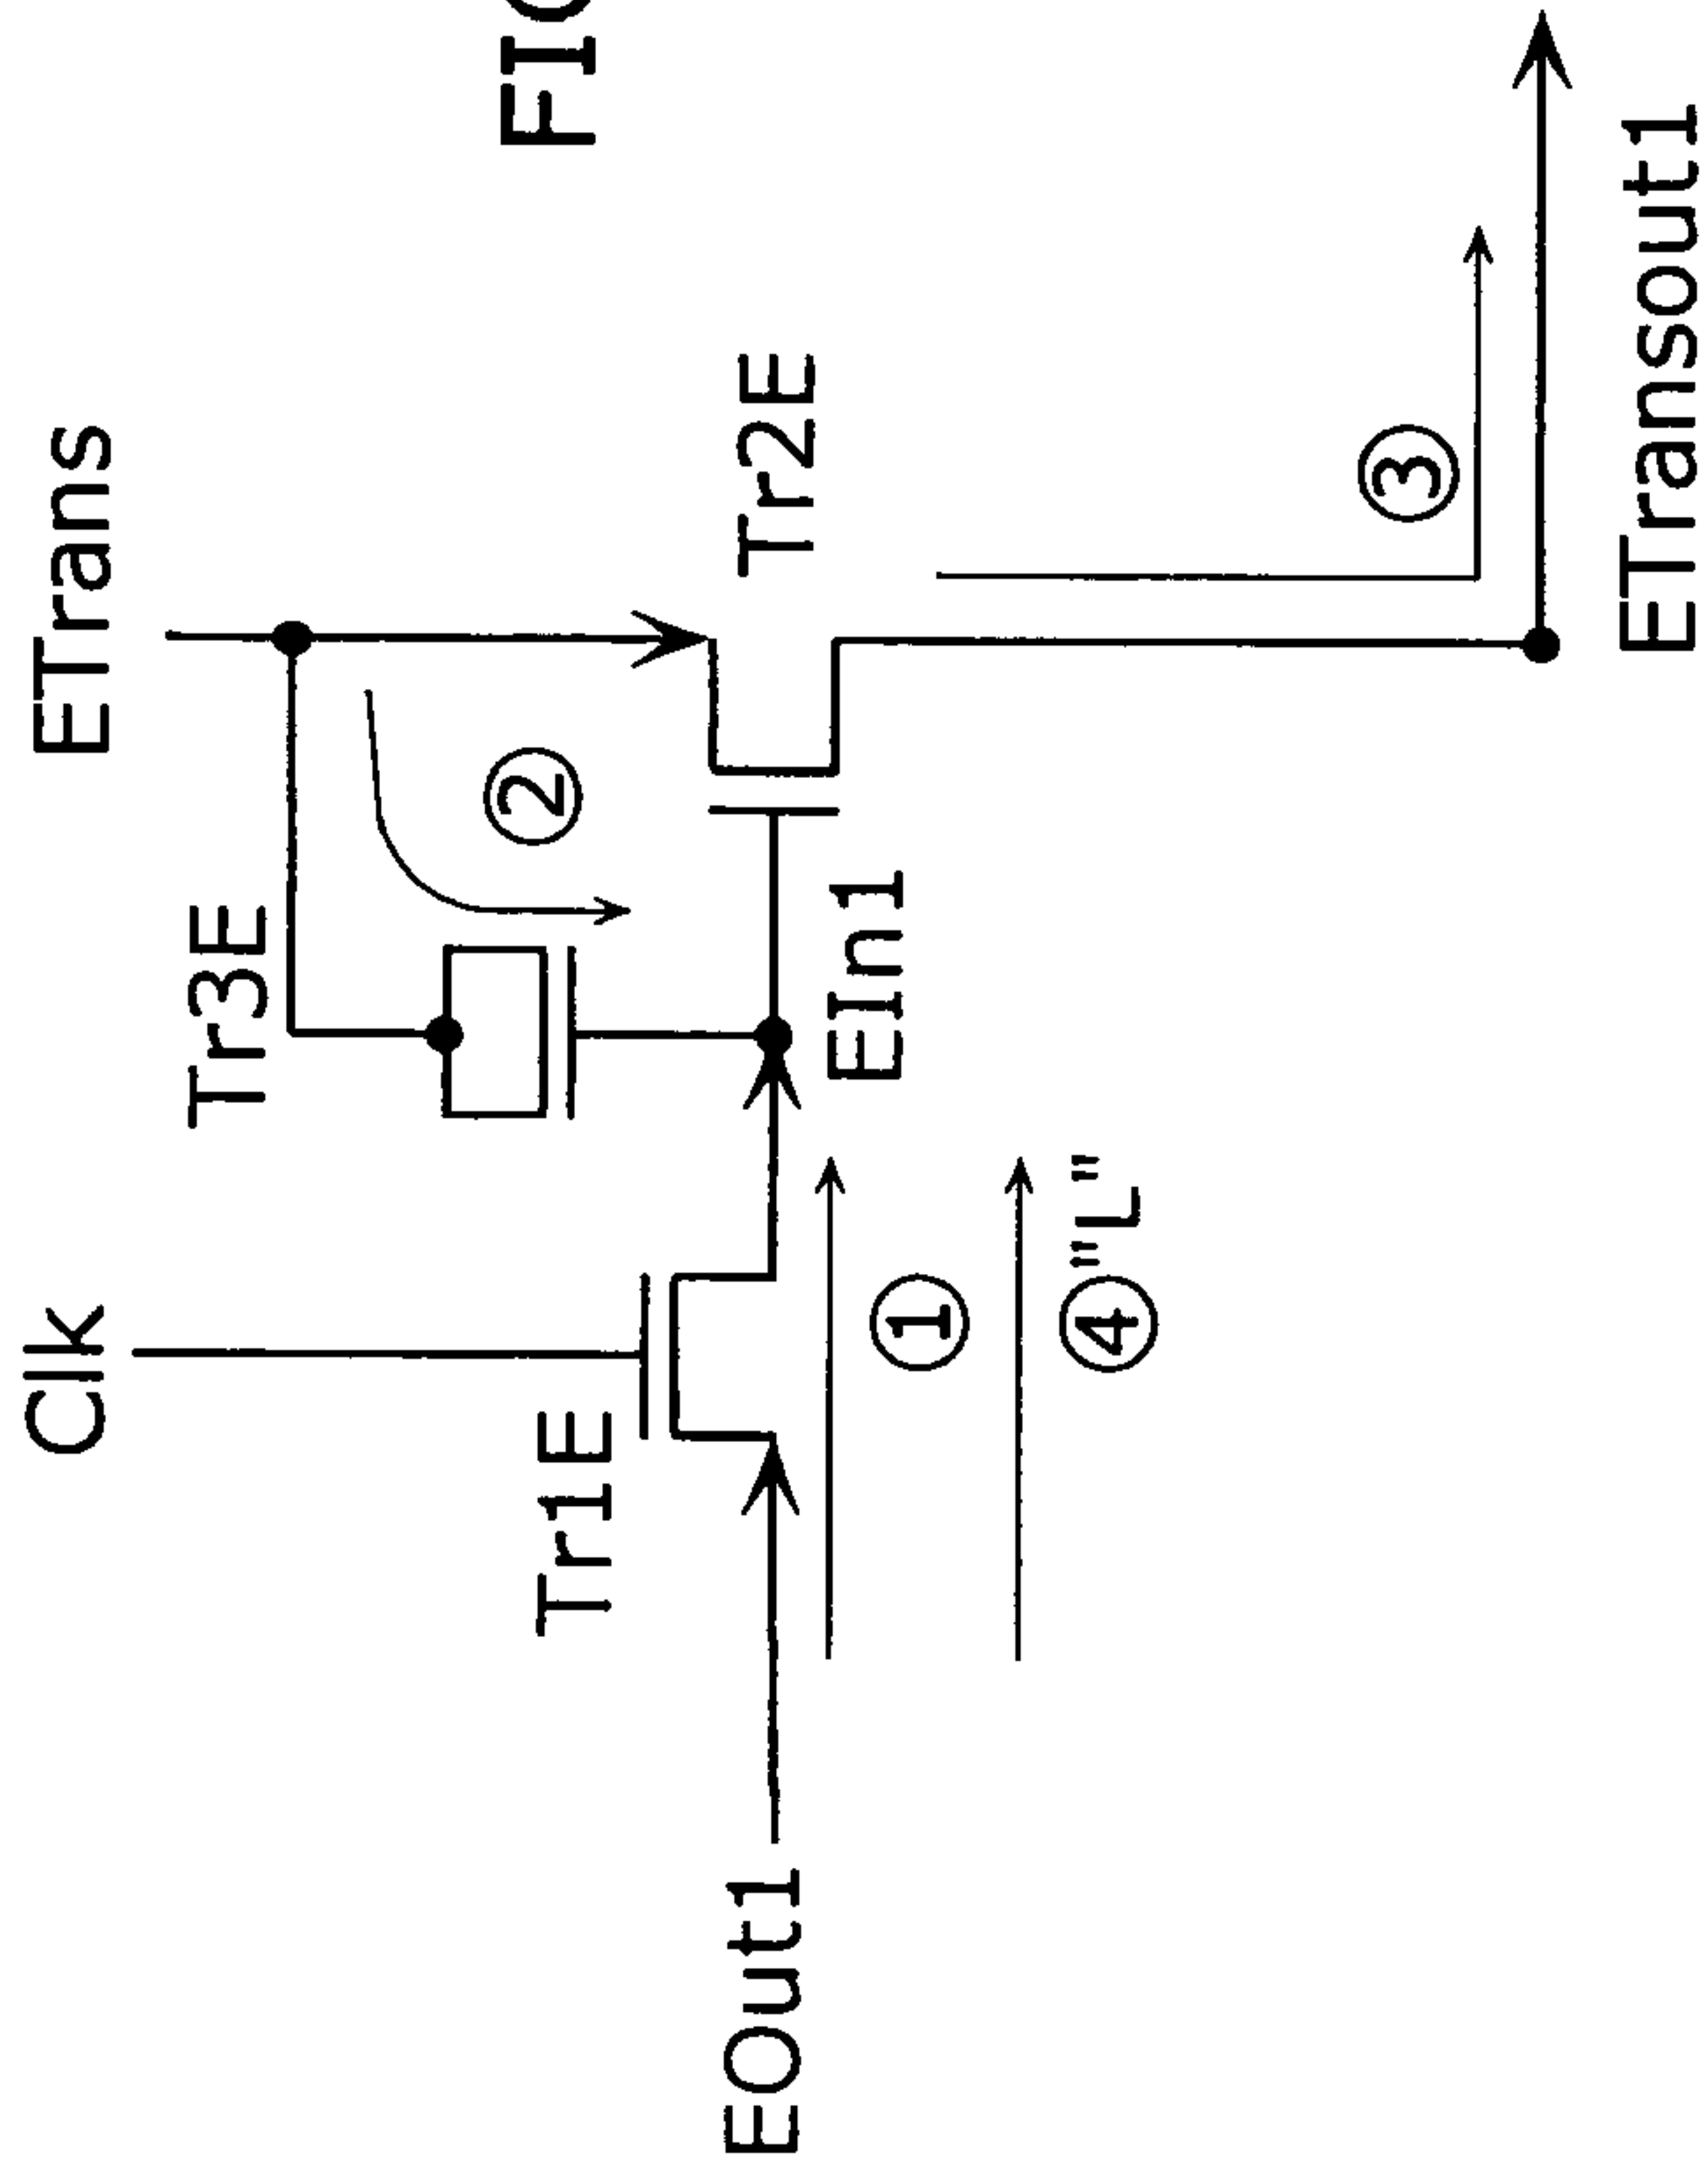 Clk
ETrans
Tr3E
FIG
Tr1E
②
EOut1
Tr2E
EIn1
①
④"L"
③
ETransout1